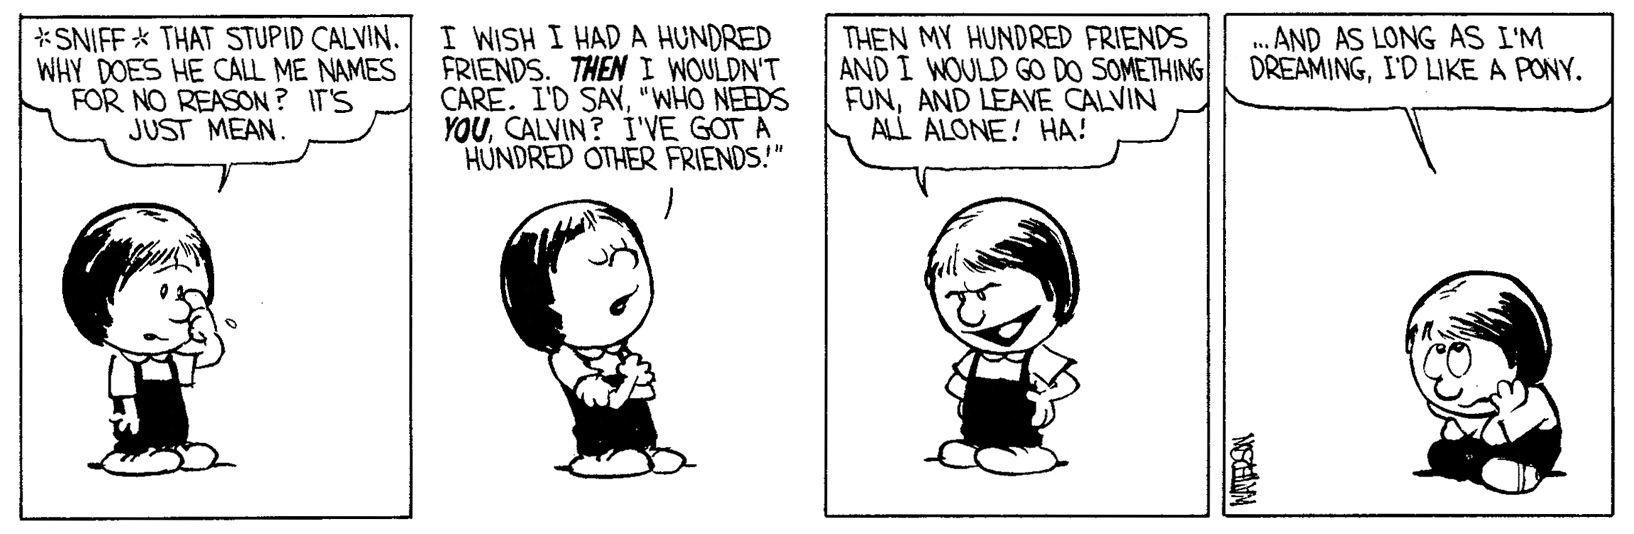 *SNIFF* THAT STUPID CALVIN.
WHY DOES HE CALL ME NAMES
FOR NO REASON? IT'S
JUST MEAN.
I WISH I HAD A HUNDRED
FRIENDS. THEN I WOULDN'T
CARE. I'D SAY, "WHO NEEDS
YOU, CALVIN? I'VE GOT A
HUNDRED OTHER FRIENDS!"
THEN MY HUNDRED FRIENDS
AND I WOULD GO DO SOMETHING
FUN, AND LEAVE CALVIN
ALL ALONE! HA!
...AND AS LONG AS I'M
DREAMING, I'D LIKE A PONY.
WATTERSON